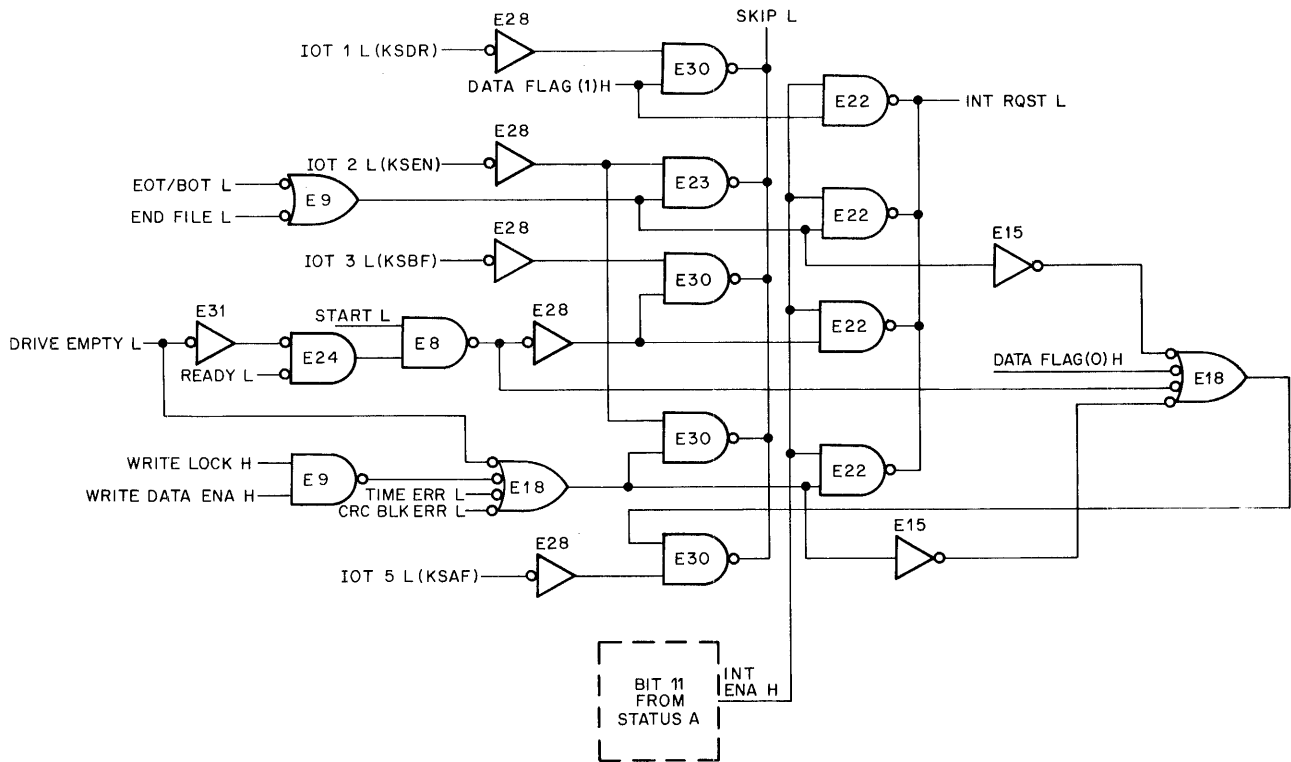 SKIP L
E28
IOT 1 L(KSDR)
E30
DATA FLAG(1)H
E22
INT RQST L
E28
IOT 2 L(KSEN)
E23
EOT/BOT L
E9
END FILE L
E22
E28
E15
IOT 3 L(KSBF)
E30
E31
START L
E28
E22
DRIVE EMPTY L
E24
E8
READY L
DATA FLAG(0)H
E18
E30
WRITE LOCK H
E9
E22
WRITE DATA ENA H
TIME ERR L
E18
CRC BLK ERR L
E15
E28
E30
IOT 5 L(KSAF)
INT
ENA H
BIT 11
FROM
STATUS A